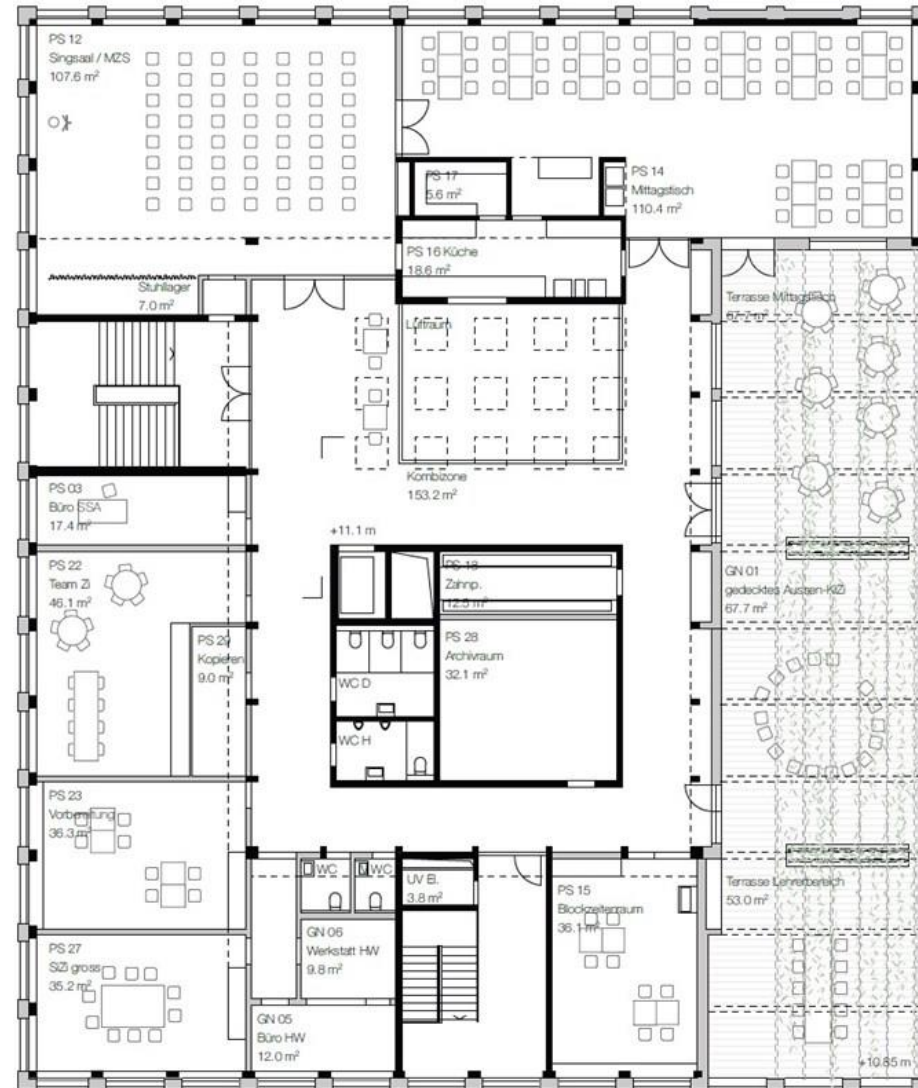 PS 12
Singsaal / MZS
107.6 m²
PS 17
5.6 m²
PS 14
Mittagstisch
110.4 m²
PS 16 Küche
18.6 m²
Stuhllager
7.0 m²
Luftraum
Terrasse Mittagstisch
67.7 m²
Kombizone
153.2 m²
PS 03
Büro SSA
17.4 m²
+11.1 m
PS 22
Team Zi
46.1 m²
PS 18
Zahnp.
12.5 m²
GN 01
gedecktes Aussen-KlZi
67.7 m²
PS 29
Kopieren
9.0 m²
PS 28
Archivraum
32.1 m²
WC D
WC H
PS 23
Vorbereitung
36.3 m²
WC
WC
UV El.
3.8 m²
PS 15
Blockzeitenraum
36.1 m²
Terrasse Lehrerbereich
53.0 m²
GN 06
Werkstatt HW
9.8 m²
PS 27
SiZi gross
35.2 m²
GN 05
Büro HW
12.0 m²
+10.85 m